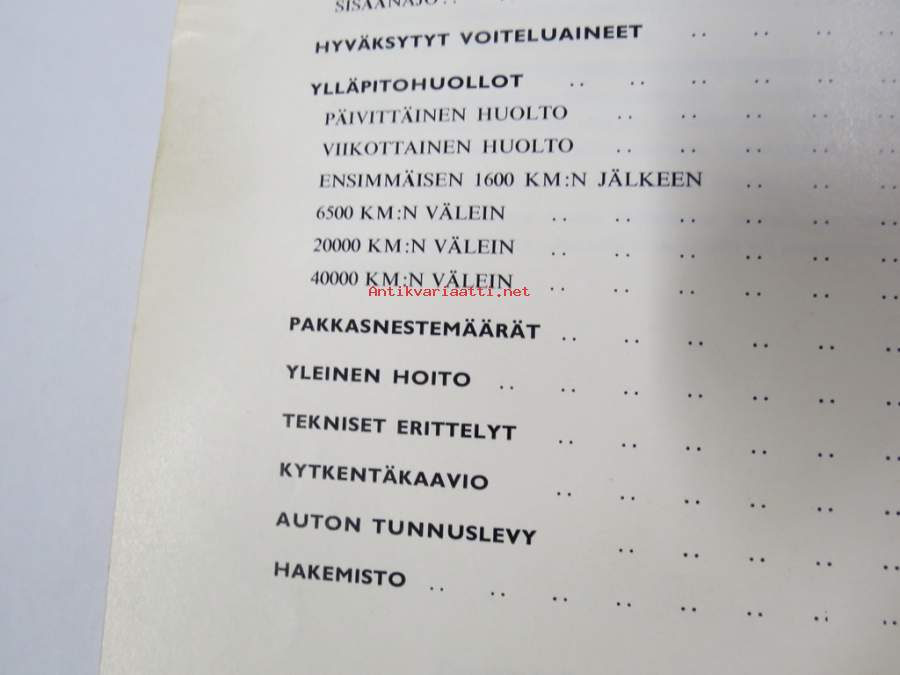 SISÄÄNAJO .. ..
HYVÄKSYTYT VOITELUAINEET .. .. .. ..
YLLÄPITOHUOLLOT .. .. .. .. .. ..
PÄIVITTÄINEN HUOLTO .. .. .. .. ..
VIIKOTTAINEN HUOLTO .. .. .. .. ..
ENSIMMÄISEN 1600 KM:N JÄLKEEN .. .. ..
6500 KM:N VÄLEIN .. .. .. .. .. ..
20000 KM:N VÄLEIN .. .. .. .. .. ..
40000 KM:N VÄLEIN .. .. .. .. .. ..
Antikvariaatti.net
PAKKASNESTEMÄÄRÄT .. .. .. .. .. ..
YLEINEN HOITO .. .. .. .. .. .. ..
TEKNISET ERITTELYT .. .. .. .. .. ..
KYTKENTÄKAAVIO .. .. .. .. .. ..
AUTON TUNNUSLEVY .. .. .. .. ..
HAKEMISTO .. .. .. .. .. .. .. ..